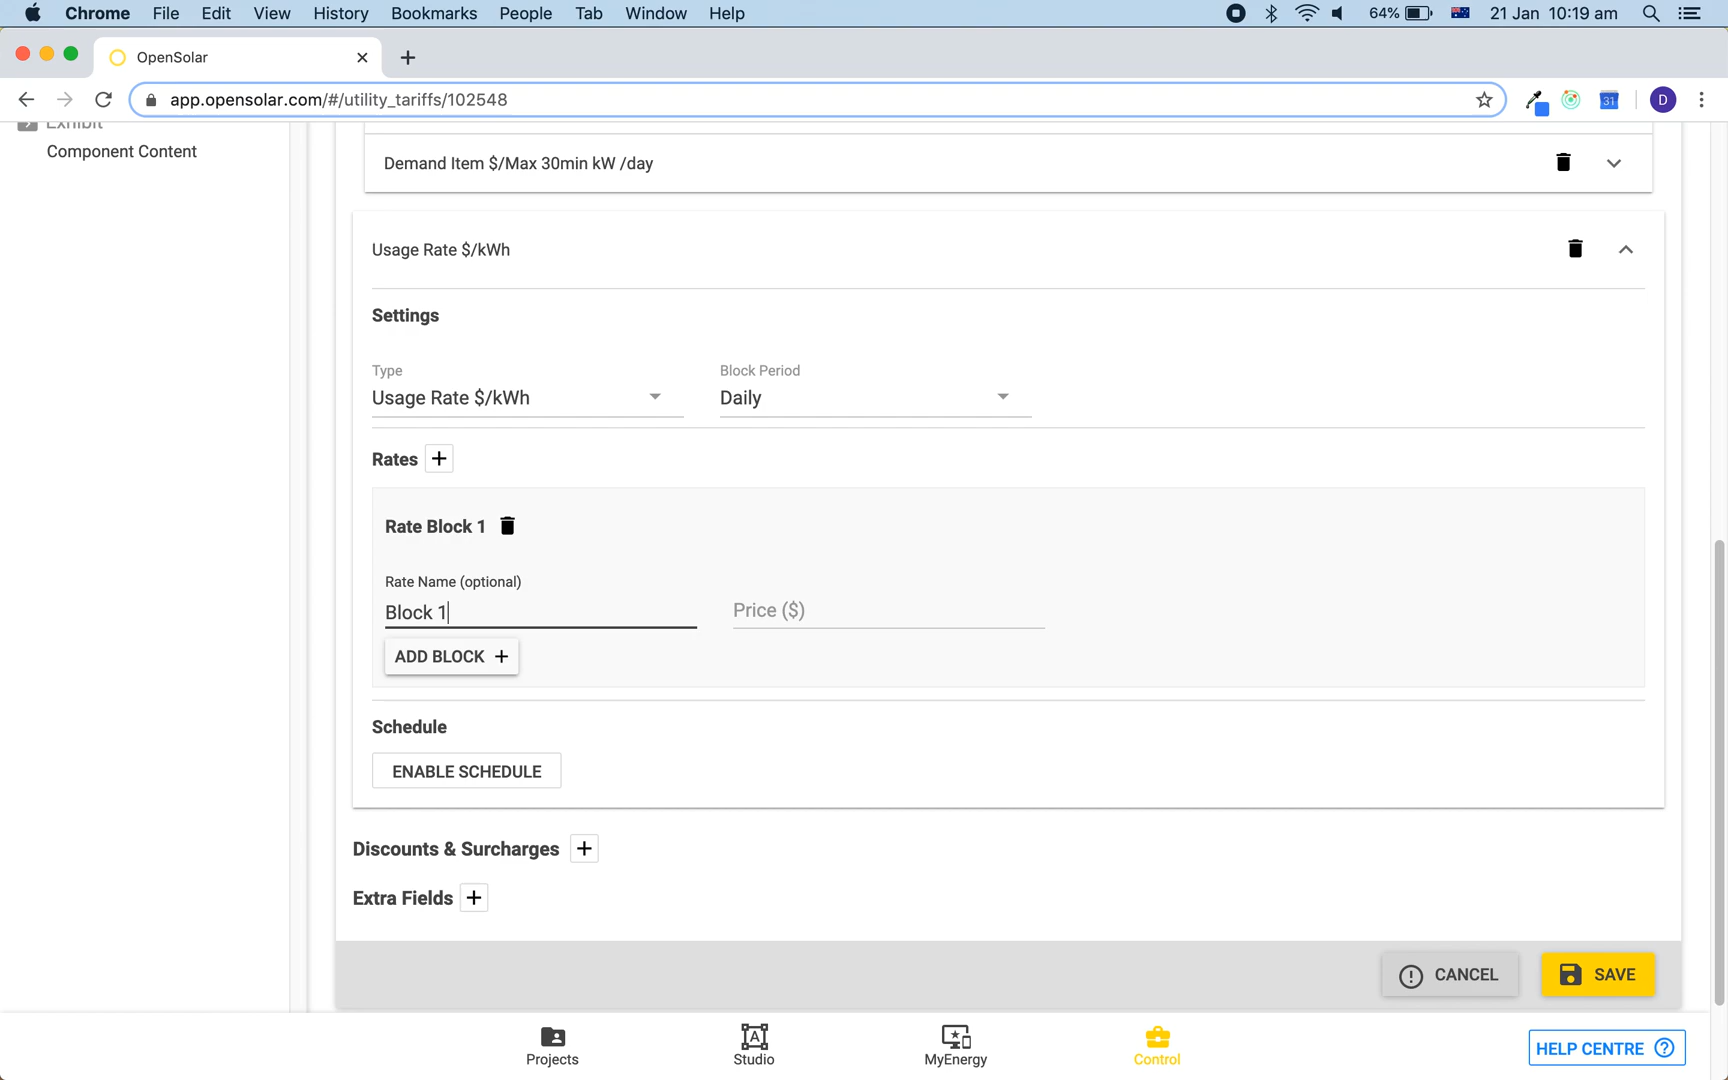 Chrome File Edit View History Bookmarks People Tab Window Help 64% 21 Jan 10:19 am
OpenSolar
app.opensolar.com/#/utility_tariffs/102548 31 D
Exhibit
Component Content
Demand Item $/Max 30min kW /day
Usage Rate $/kWh
Settings
Type Block Period
Usage Rate $/kWh Daily
Rates +
Rate Block 1
Rate Name (optional)
Block 1 Price ($)
ADD BLOCK +
Schedule
ENABLE SCHEDULE
Discounts & Surcharges +
Extra Fields +
CANCEL SAVE
Projects Studio MyEnergy Control HELP CENTRE ?